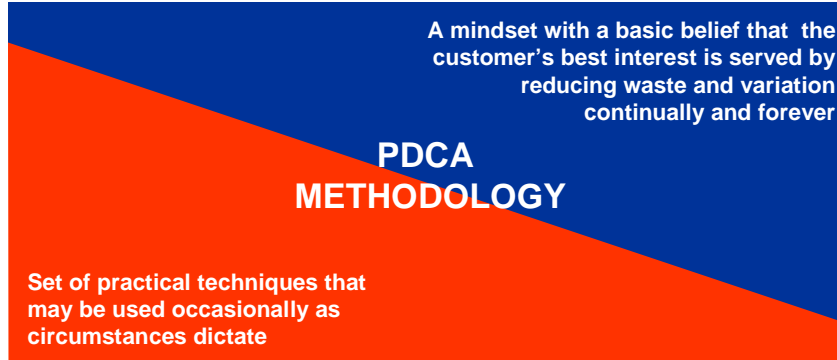 A mindset with a basic belief that the
customer’s best interest is served by
reducing waste and variation
continually and forever
PDCA
METHODOLOGY
Set of practical techniques that
may be used occasionally as
circumstances dictate